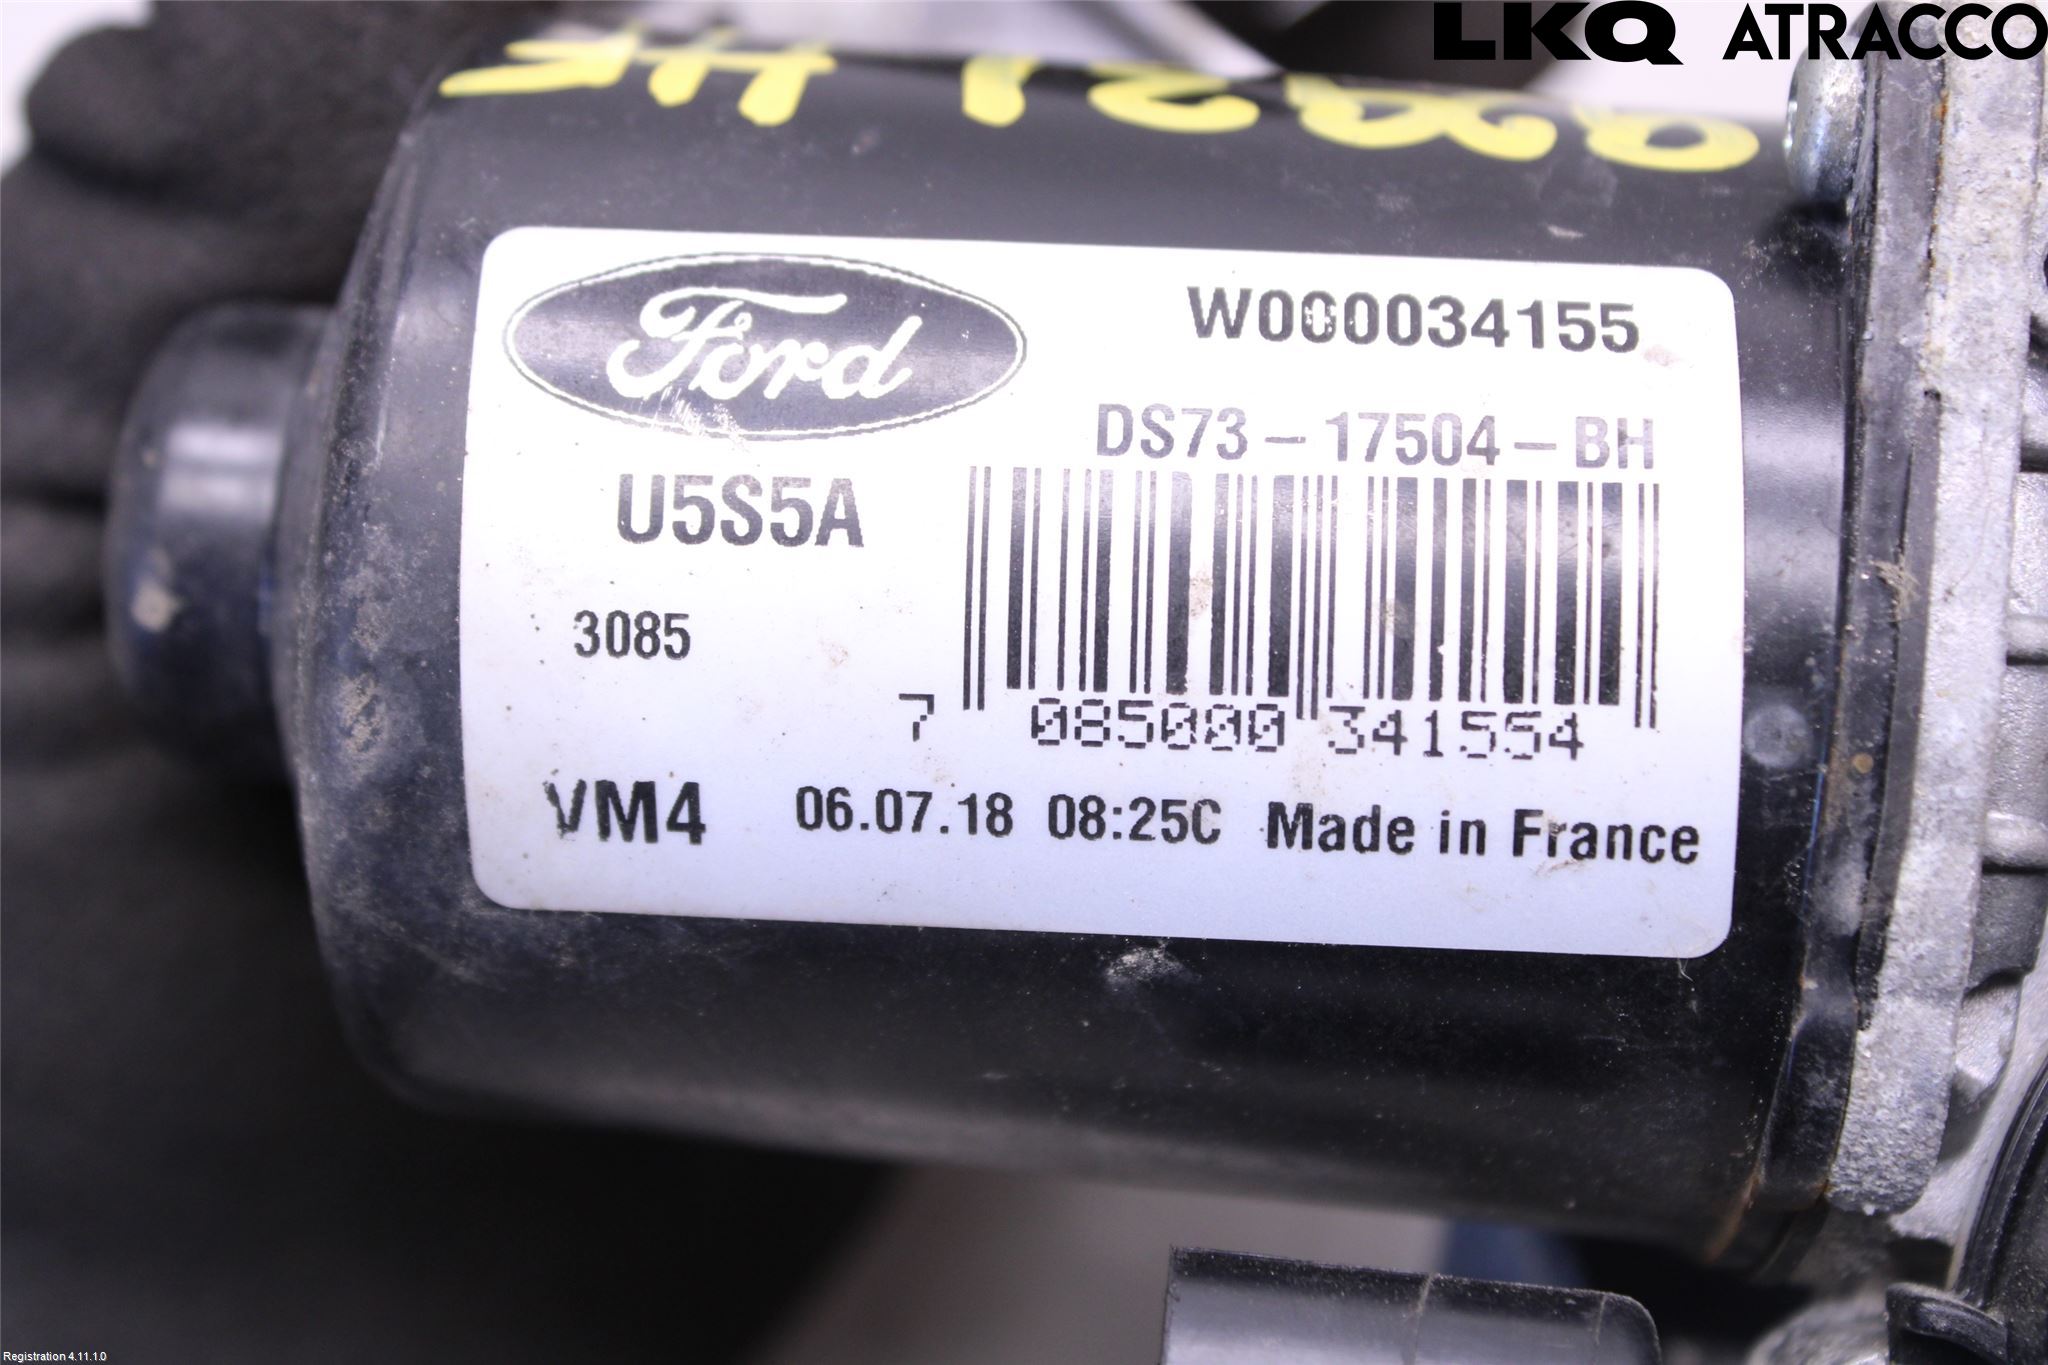 LKQ ATRACCO
Ford
W000034155
DS73-17504-BH
U5S5A
3085
7 085000 341554
VM4 06.07.18 08:25C Made in France
Registration 4.11.1.0